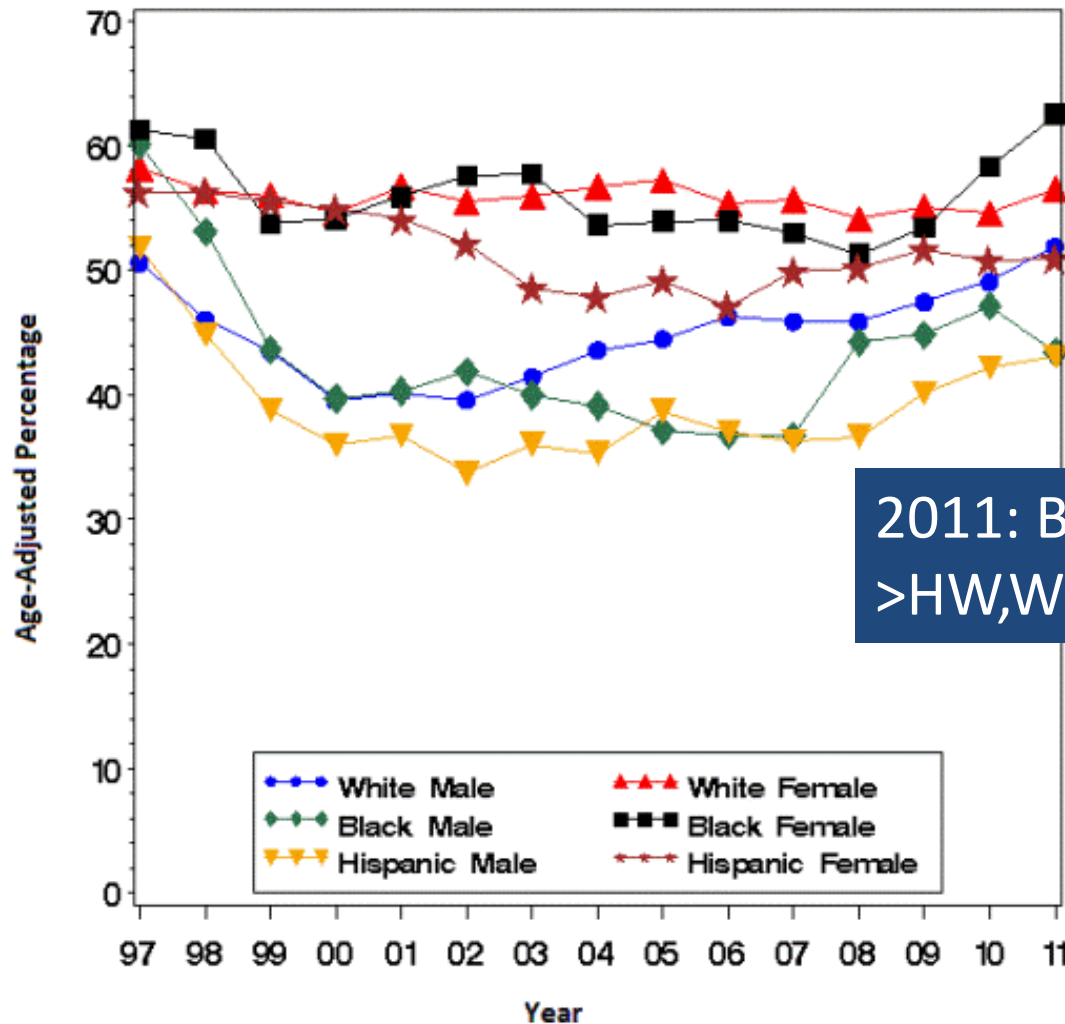 70
60
50
40
30
20
10
0
Age-Adjusted Percentage
2011: B
>HW,W
White Male White Female
Black Male Black Female
Hispanic Male Hispanic Female
97 98 99 00 01 02 03 04 05 06 07 08 09 10 11
Year